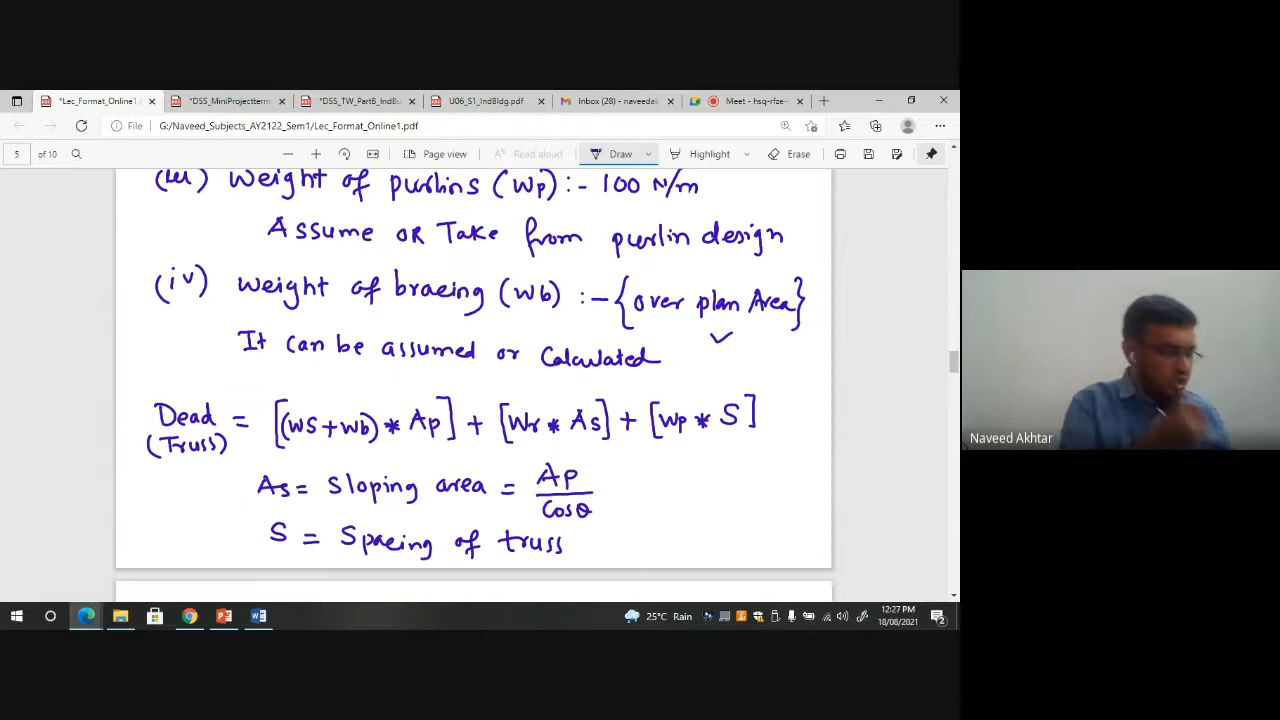 *Lec_Format_Online1.p
*DSS_MiniProjectterm
*DSS_TW_PartB_IndBu
U06_S1_IndBldg.pdf
Inbox (28) - naveedak
Meet - hsq-rfze-
File G:/Naveed_Subjects_AY2122_Sem1/Lec_Format_Online1.pdf
5 of 10 Page view Read aloud Draw Highlight Erase
(iii) Weight of purlins (Wp) :- 100 N/m
Assume OR Take from purlin design
(iv) Weight of bracing (Wb) :- {over plan Area}
It can be assumed or Calculated
Dead (Truss) = [(WS+Wb) * Ap] + [Wr * As] + [Wp * S]
As = Sloping area = Ap / Cosθ
S = Spacing of truss
Naveed Akhtar
25°C Rain
12:27 PM
18/08/2021
2